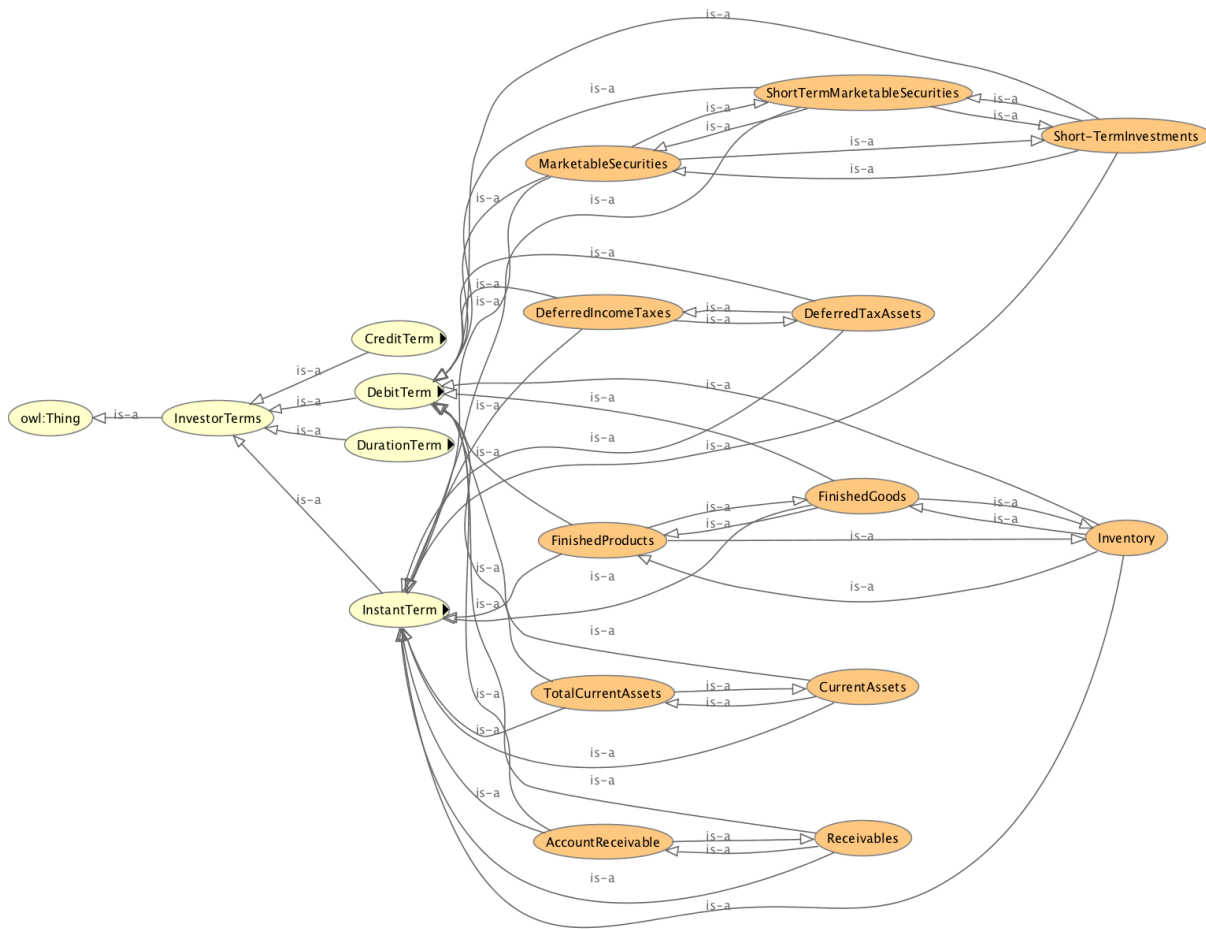 is-a
ShortTermMarketableSecurities
is-a
is-a
is-a
is-a
is-a
Short-TermInvestments
is-a
MarketableSecurities
is-a
is-a
is-a
is-a
is-a
is-a
DeferredIncomeTaxes
is-a
is-a
DeferredTaxAssets
CreditTerm
is-a
is-a
DebitTerm
is-a
owl:Thing
is-a
InvestorTerms
is-a
is-a
DurationTerm
is-a
is-a
is-a
is-a
FinishedGoods
is-a
is-a
is-a
is-a
FinishedProducts
is-a
Inventory
is-a
is-a
is-a
is-a
InstantTerm
is-a
is-a
TotalCurrentAssets
is-a
is-a
CurrentAssets
is-a
is-a
is-a
is-a
is-a
AccountReceivable
is-a
is-a
Receivables
is-a
is-a